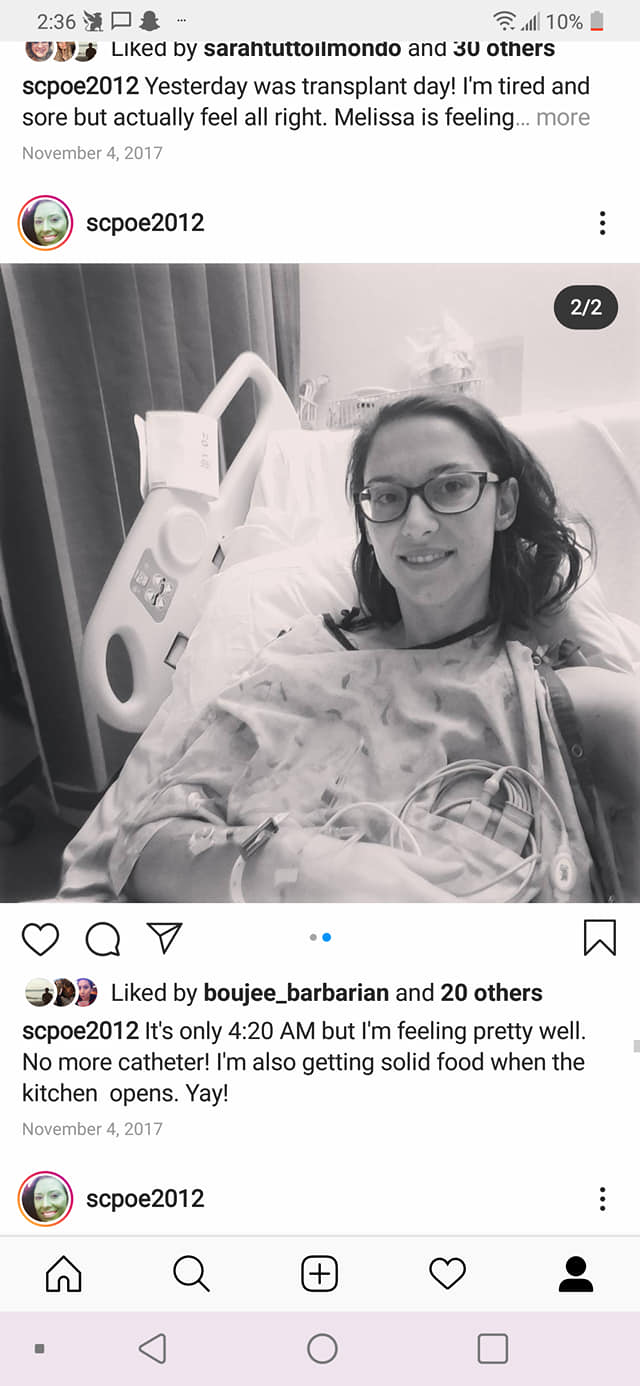 2:36
10%
Liked by sarahtuttoilmondo and 30 others
scpoe2012 Yesterday was transplant day! I'm tired and
sore but actually feel all right. Melissa is feeling... more
November 4, 2017
scpoe2012
2/2
Liked by boujee_barbarian and 20 others
scpoe2012 It's only 4:20 AM but I'm feeling pretty well.
No more catheter! I'm also getting solid food when the
kitchen opens. Yay!
November 4, 2017
scpoe2012